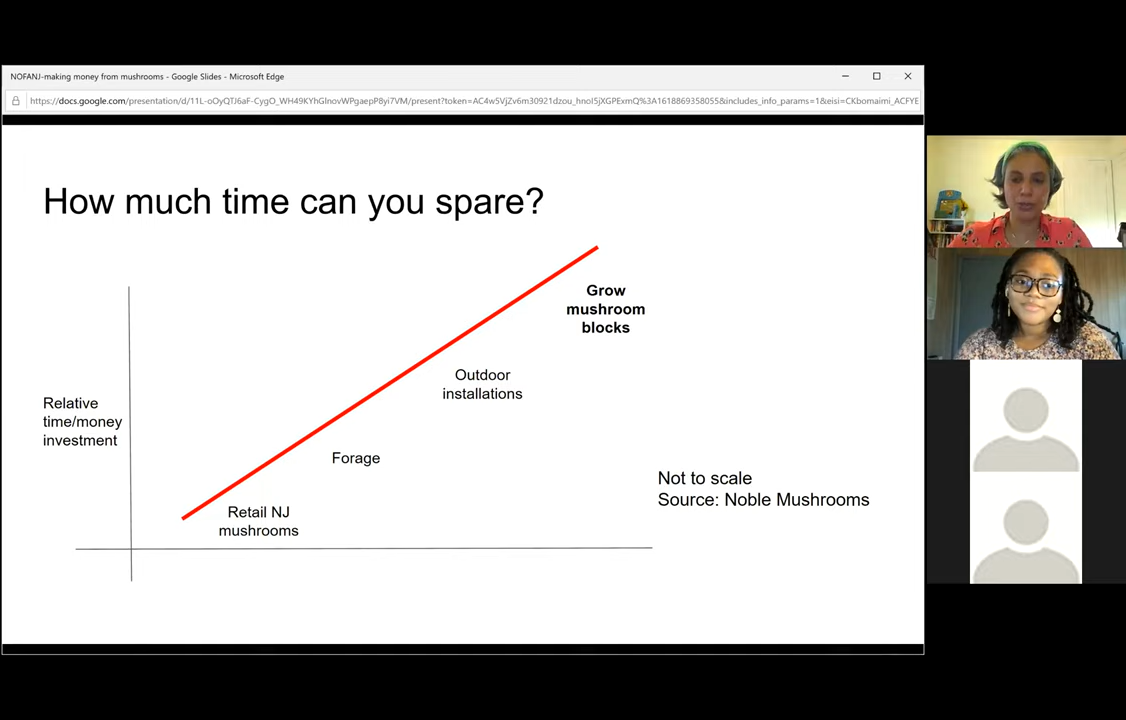 NOFANJ-making money from mushrooms - Google Slides - Microsoft Edge
https://docs.google.com/presentation/d/11L-oOyQTJ6aF-CygO_WH49KYhGInovWPgaepP8yi7VM/present?token=AC4w5VjZv6m30921dzou_hnoI5jXGPExmQ%3A1618869358055&includes_info_params=1&eisi=CKbomaimi_ACFYE
How much time can you spare?
Grow
mushroom
blocks
Outdoor
installations
Relative
time/money
investment
Forage
Not to scale
Source: Noble Mushrooms
Retail NJ
mushrooms